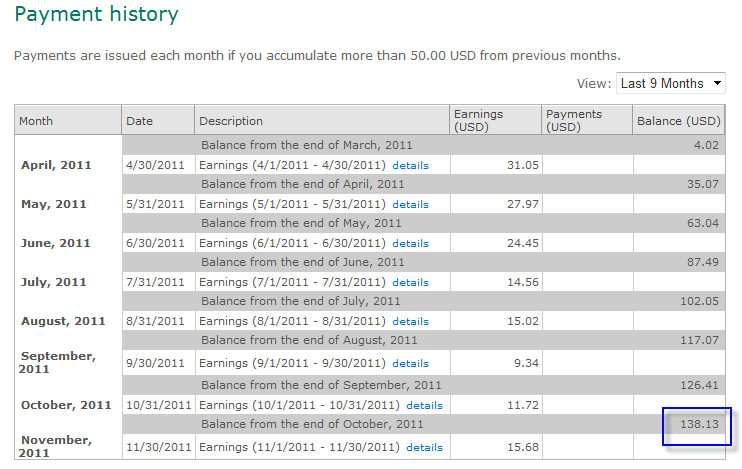 Payment history
Payments are issued each month if you accumulate more than 50.00 USD from previous months.
View: Last 9 Months
Month Date Description Earnings (USD) Payments (USD) Balance (USD)
Balance from the end of March, 2011 4.02
April, 2011 4/30/2011 Earnings (4/1/2011 - 4/30/2011) details 31.05
Balance from the end of April, 2011 35.07
May, 2011 5/31/2011 Earnings (5/1/2011 - 5/31/2011) details 27.97
Balance from the end of May, 2011 63.04
June, 2011 6/30/2011 Earnings (6/1/2011 - 6/30/2011) details 24.45
Balance from the end of June, 2011 87.49
July, 2011 7/31/2011 Earnings (7/1/2011 - 7/31/2011) details 14.56
Balance from the end of July, 2011 102.05
August, 2011 8/31/2011 Earnings (8/1/2011 - 8/31/2011) details 15.02
Balance from the end of August, 2011 117.07
September, 2011 9/30/2011 Earnings (9/1/2011 - 9/30/2011) details 9.34
Balance from the end of September, 2011 126.41
October, 2011 10/31/2011 Earnings (10/1/2011 - 10/31/2011) details 11.72
Balance from the end of October, 2011 138.13
November, 2011 11/30/2011 Earnings (11/1/2011 - 11/30/2011) details 15.68